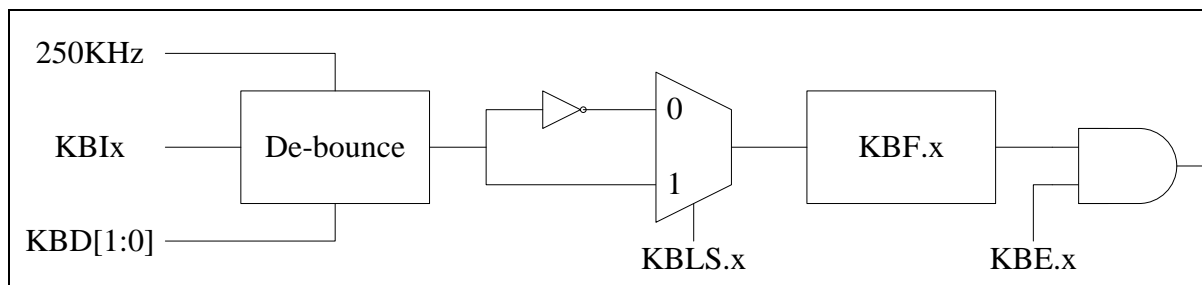 250KHz
KBIx
De-bounce
KBD[1:0]
0
1
KBLS.x
KBF.x
KBE.x